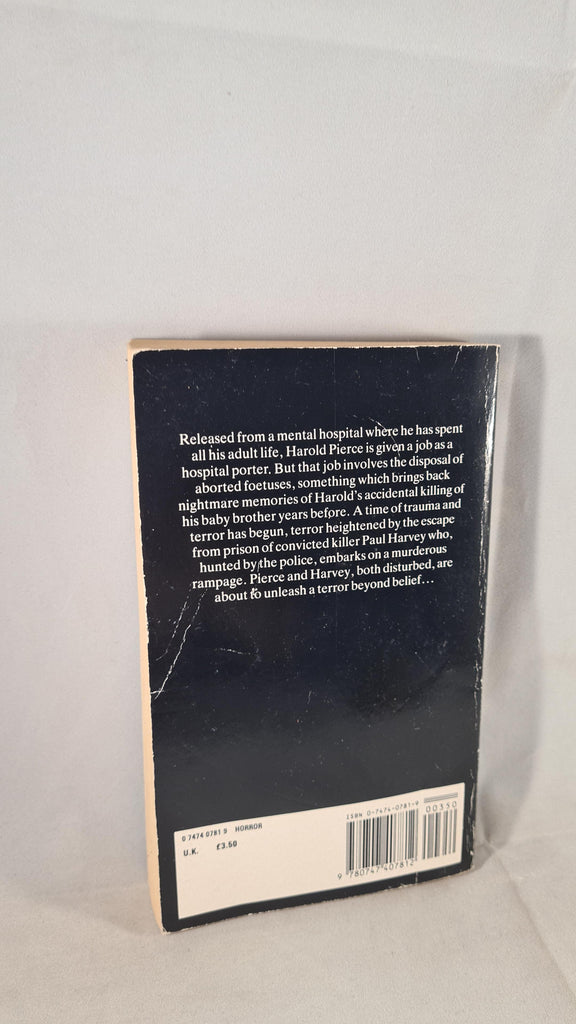 Released from a mental hospital where he has spent
all his adult life, Harold Pierce is given a job as a
hospital porter. But that job involves the disposal of
aborted foetuses, something which brings back
nightmare memories of Harold's accidental killing of
his baby brother years before. A time of trauma and
terror has begun, terror heightened by the escape
from prison of convicted killer Paul Harvey who,
hunted by the police, embarks on a murderous
rampage. Pierce and Harvey, both disturbed, are
about to unleash a terror beyond belief...
0 7474 0781 9 HORROR
U.K. £3.50
ISBN 0-7474-0781-9
00350
9 780747 407812